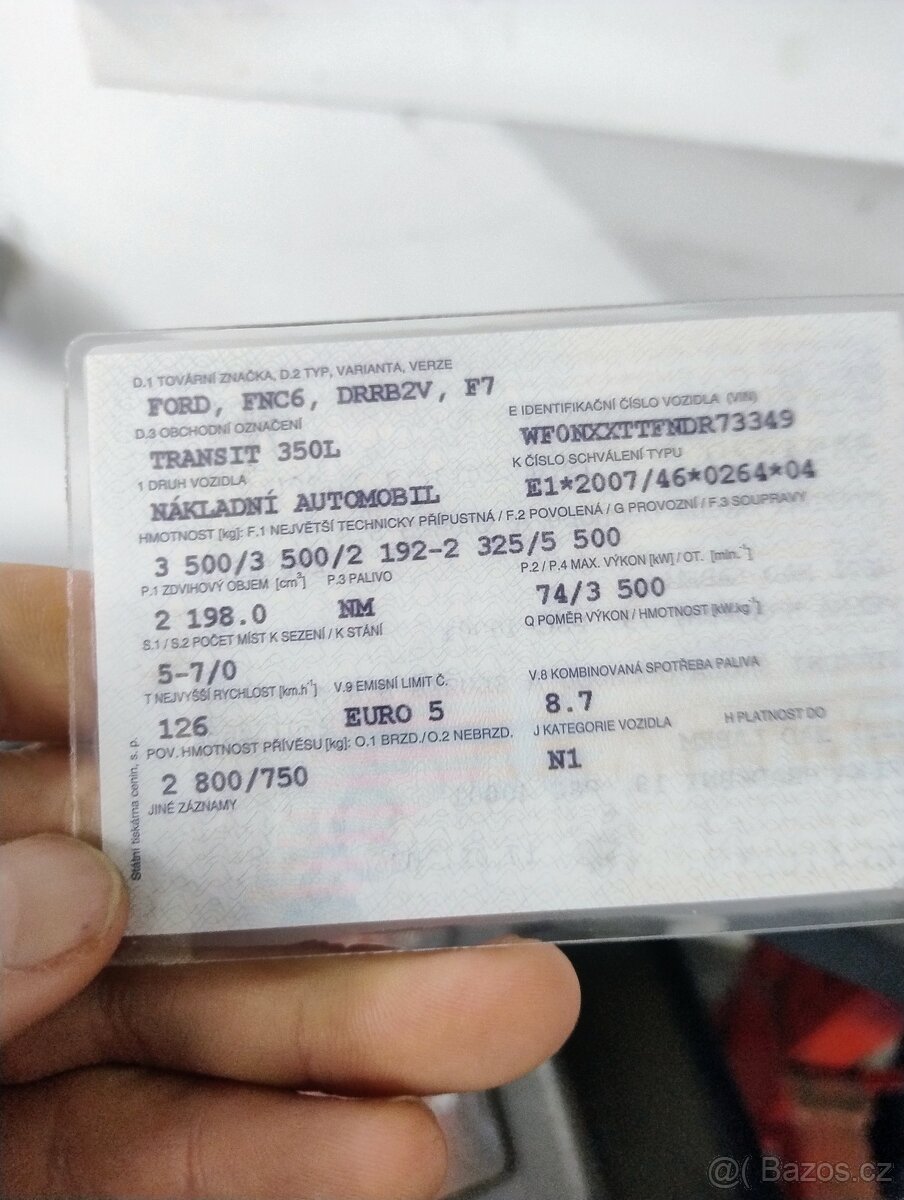 D.1 TOVÁRNÍ ZNAČKA, D.2 TYP, VARIANTA, VERZE
FORD, FNC6, DRRB2V, F7
D.3 OBCHODNÍ OZNAČENÍ
E IDENTIFIKAČNÍ ČÍSLO VOZIDLA (VIN)
TRANSIT 350L
WF0NXXTTFNDR73349
1 DRUH VOZIDLA
K ČÍSLO SCHVÁLENÍ TYPU
NÁKLADNÍ AUTOMOBIL
E1*2007/46*0264*04
HMOTNOST [kg]: F.1 NEJVĚTŠÍ TECHNICKY PŘÍPUSTNÁ / F.2 POVOLENÁ / G PROVOZNÍ / F.3 SOUPRAVY
3 500/3 500/2 192-2 325/5 500
P.1 ZDVIHOVÝ OBJEM [cm³] P.3 PALIVO
P.2 / P.4 MAX. VÝKON [kW] / OT. [min.⁻¹]
2 198.0 NM
74/3 500
S.1 / S.2 POČET MÍST K SEZENÍ / K STÁNÍ
Q POMĚR VÝKON / HMOTNOST [kW.kg⁻¹]
5-7/0
T NEJVYŠŠÍ RYCHLOST [km.h⁻¹] V.9 EMISNÍ LIMIT Č.
V.8 KOMBINOVANÁ SPOTŘEBA PALIVA
126 EURO 5
8.7
POV. HMOTNOST PŘÍVĚSU [kg]: O.1 BRZD./O.2 NEBRZD.
J KATEGORIE VOZIDLA H PLATNOST DO
2 800/750
N1
JINÉ ZÁZNAMY
Státní tiskárna cenin, s. p.
@( Bazos.cz